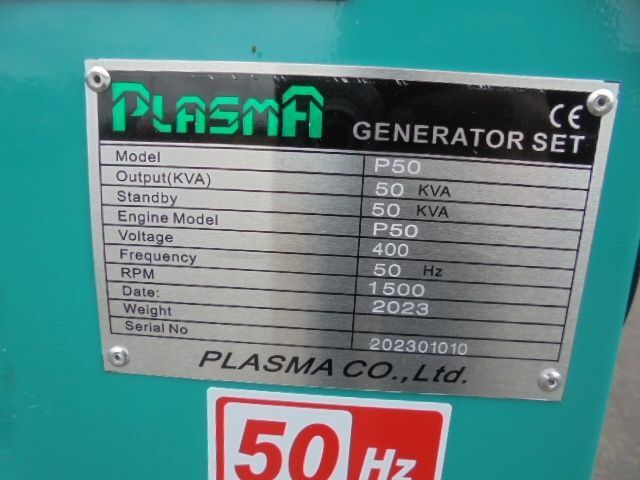 PLASMA CE
GENERATOR SET
Model P50
Output(KVA) 50 KVA
Standby 50 KVA
Engine Model P50
Voltage 400
Frequency 50 Hz
RPM 1500
Date: 2023
Weight
Serial No 202301010
PLASMA CO.,Ltd.
50 Hz